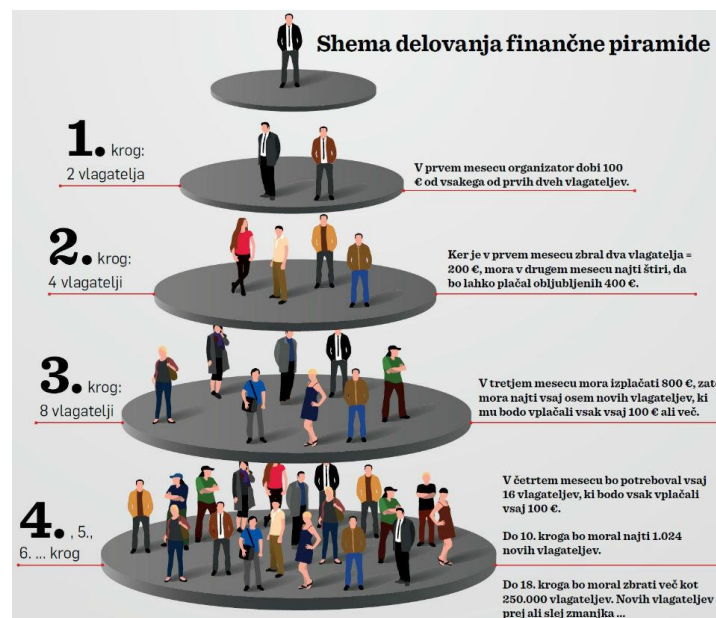 Shema delovanja finančne piramide
1. krog:
2 vlagatelja
V prvem mesecu organizator dobi 100
€ od vsakega od prvih dveh vlagateljev.
2. krog:
4 vlagatelji
Ker je v prvem mesecu zbral dva vlagatelja =
200 €, mora v drugem mesecu najti štiri, da
bo lahko plačal obljubljenih 400 €.
3. krog:
8 vlagatelji
V tretjem mesecu mora izplačati 800 €, zat
mora najti vsaj osem novih vlagateljev, ki
mu bodo vplačali vsak vsaj 100 € ali več.
4. , 5.,
6. ... krog
V četrtem mesecu bo potreboval vsaj
16 vlagateljev, ki bodo vsak vplačali
vsaj 100 €.
Do 10. kroga bo moral najti 1.024
novih vlagateljev.
Do 18. kroga bo moral zbrati več kot
250.000 vlagateljev. Novih vlagateljev
prej ali slej zmanjka ...